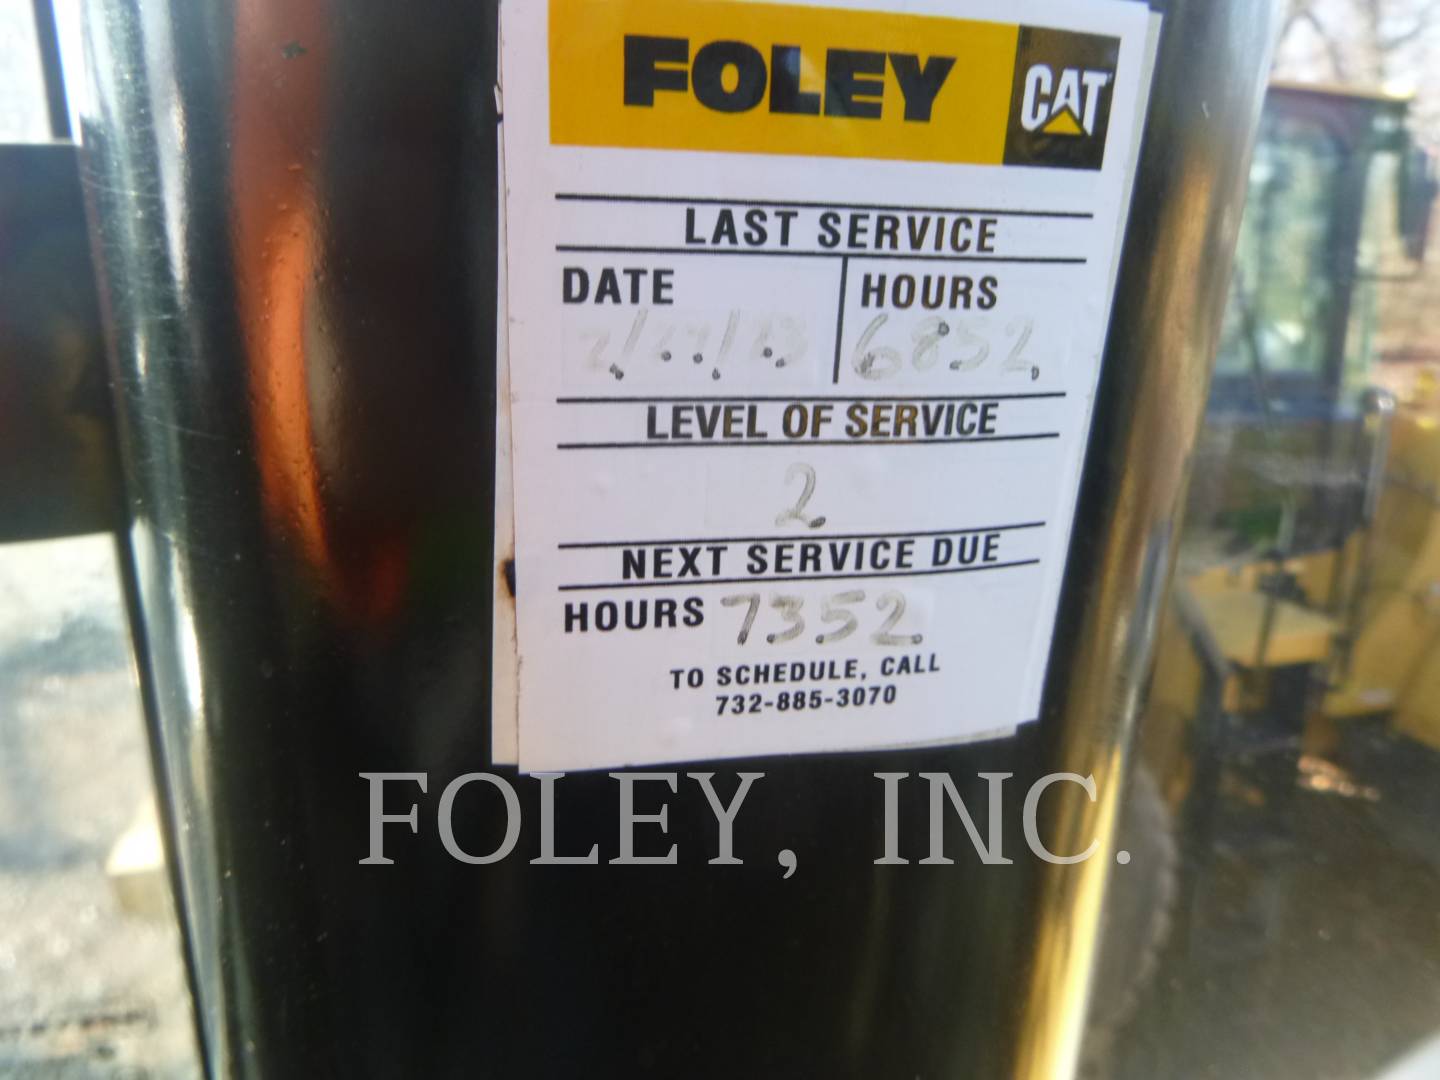 FOLEY CAT
LAST SERVICE
DATE HOURS
6852
LEVEL OF SERVICE
2
NEXT SERVICE DUE
HOURS 7352
TO SCHEDULE, CALL
732-885-3070
FOLEY, INC.